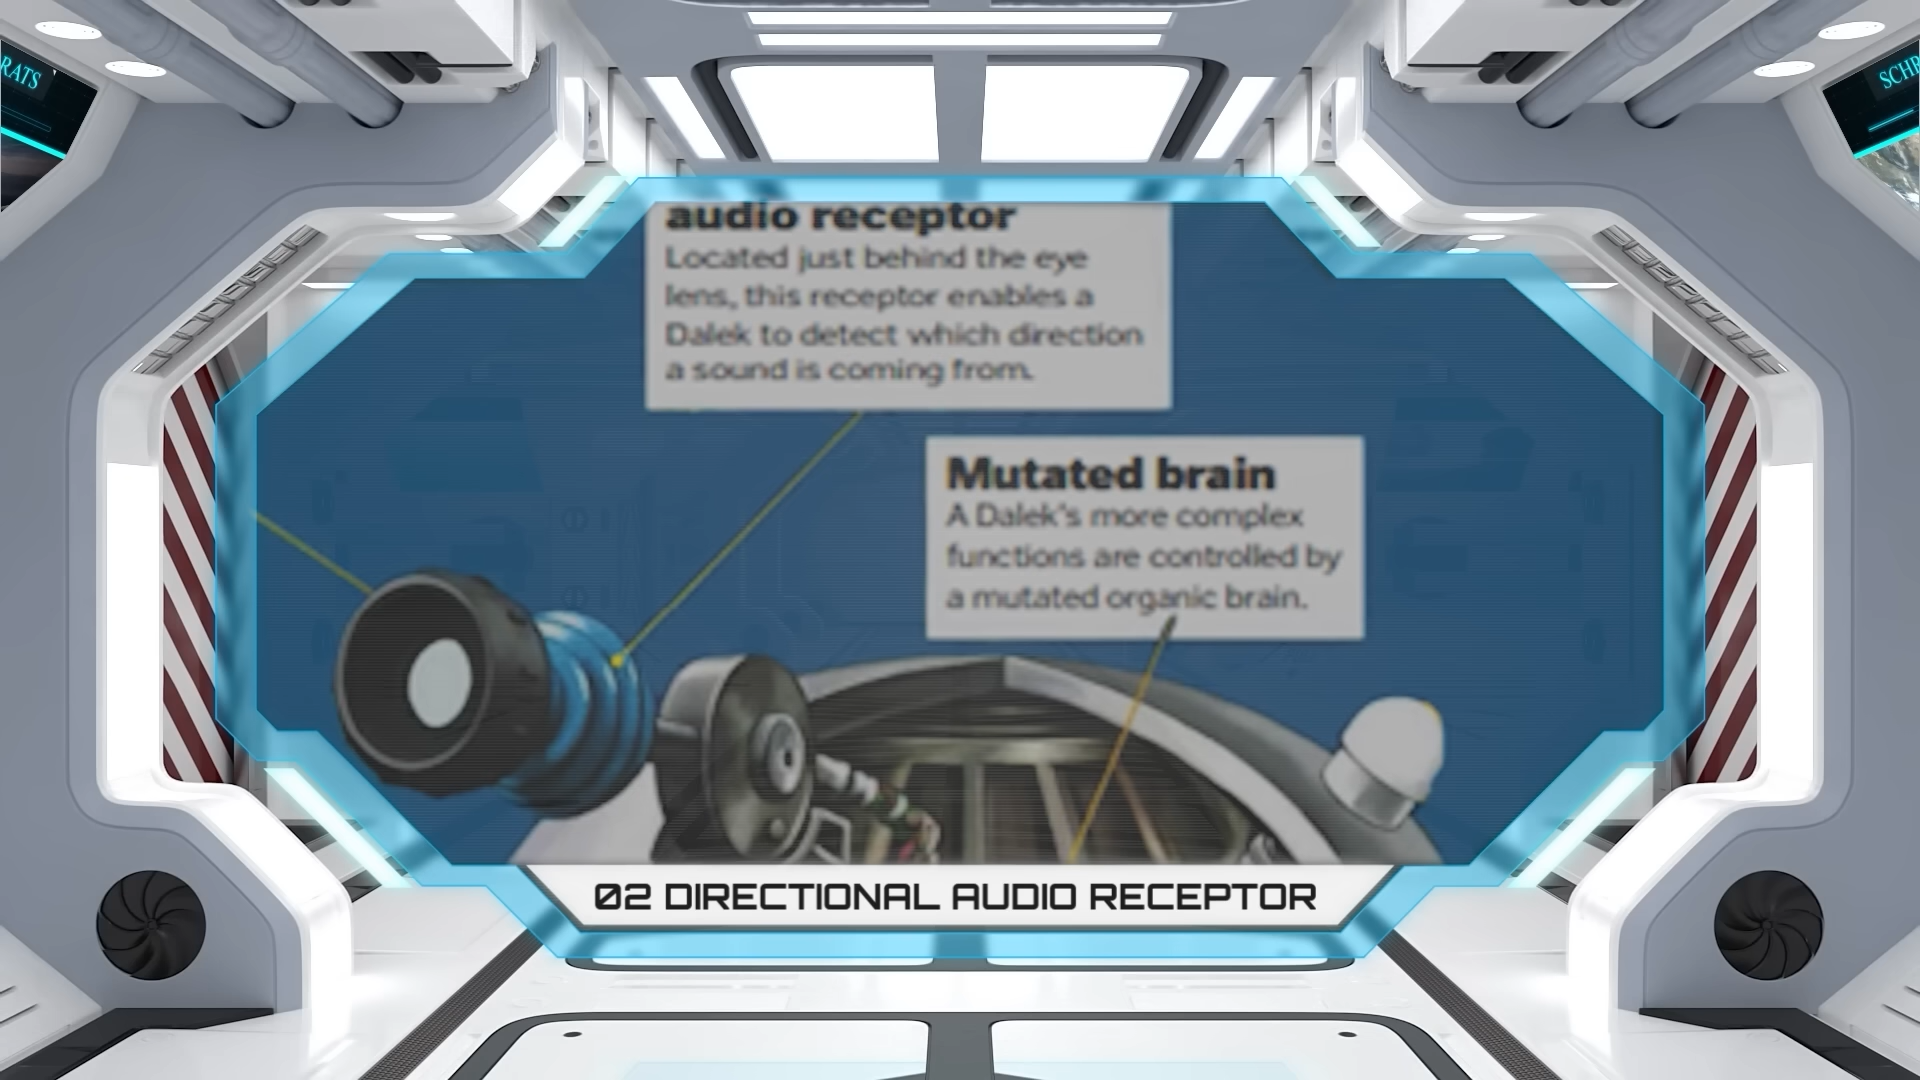 RATS
audio receptor
Located just behind the eye
lens, this receptor enables a
Dalek to detect which direction
a sound is coming from.
Mutated brain
A Dalek's more complex
functions are controlled by
a mutated organic brain.
02 DIRECTIONAL AUDIO RECEPTOR